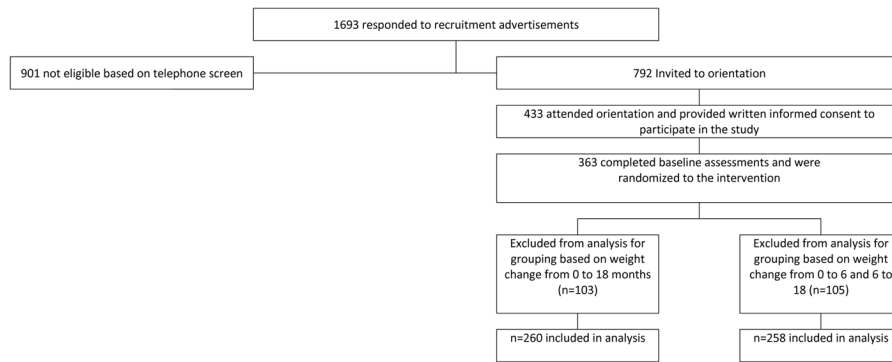 1693 responded to recruitment advertisements
901 not eligible based on telephone screen
792 Invited to orientation
433 attended orientation and provided written informed consent to
participate in the study
363 completed baseline assessments and were
randomized to the intervention
Excluded from analysis for
grouping based on weight
change from 0 to 18 months
(n=103)
Excluded from analysis for
grouping based on weight
change from 0 to 6 and 6 to
18 (n=105)
n=260 included in analysis
n=258 included in analysis